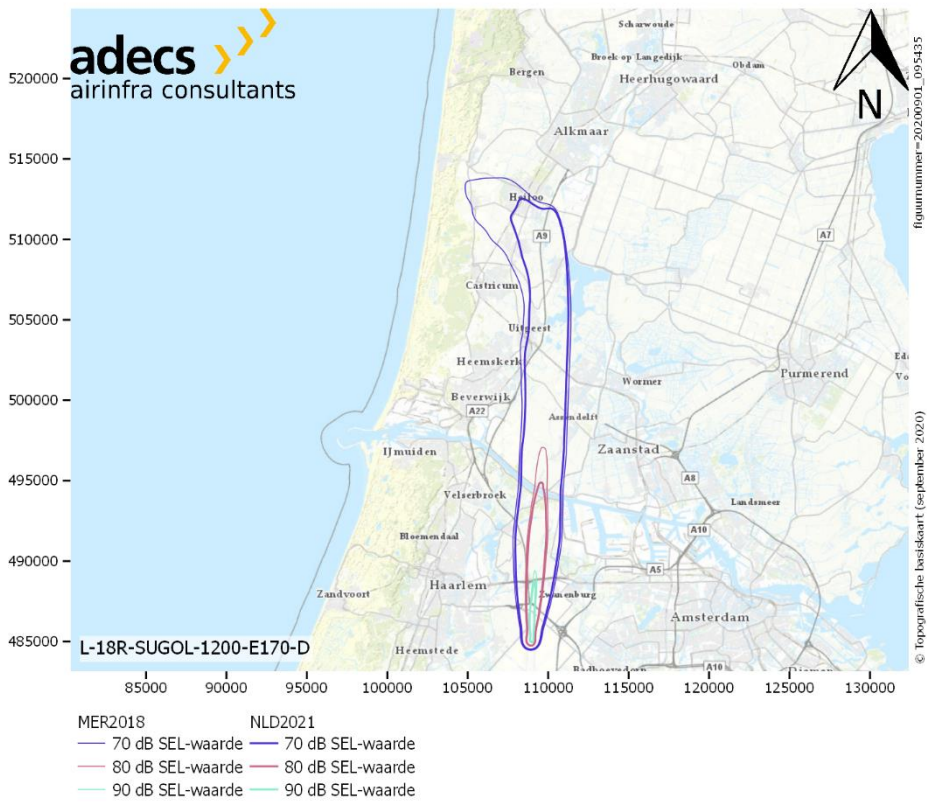 adecs
airinfra consultants
N
figuurnummer=20200901_095435
© Topografische basiskaart (september 2020)
520000
515000
510000
505000
500000
495000
490000
485000
Scharwoude
Broek op Langedijk
Obdam
Bergen
Heerhugowaard
Alkmaar
Heiloo
A9
A7
Castricum
Uitgeest
Heemskerk
Purmerend
Wormer
Beverwijk
A22
Assendelft
Zaanstad
IJmuiden
A8
Velserbroek
Landsmeer
A10
Bloemendaal
A5
Haarlem
Zwanenburg
Zandvoort
Amsterdam
Heemstede
Badhoevedorp
A10
L-18R-SUGOL-1200-E170-D
85000 90000 95000 100000 105000 110000 115000 120000 125000 130000
MER2018 NLD2021
70 dB SEL-waarde 70 dB SEL-waarde
80 dB SEL-waarde 80 dB SEL-waarde
90 dB SEL-waarde 90 dB SEL-waarde